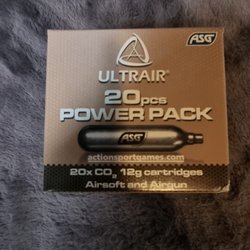 ASG
ULTRAIR®
20pcs
POWER PACK
ASG
actionsportgames.com
20x CO2 12g cartridges
Airsoft and Airgun